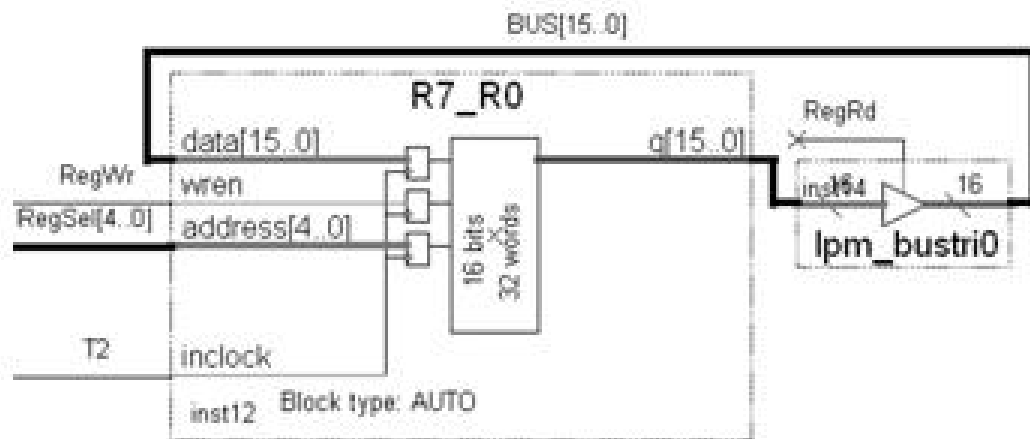 BUS[15..0]
R7_R0
RegRd
data[15..0]
q[15..0]
RegWr
wren
16
16
RegSel[4..0]
address[4..0]
lpm_bustri0
16 bits
×
32 words
T2
inclock
inst12
Block type: AUTO